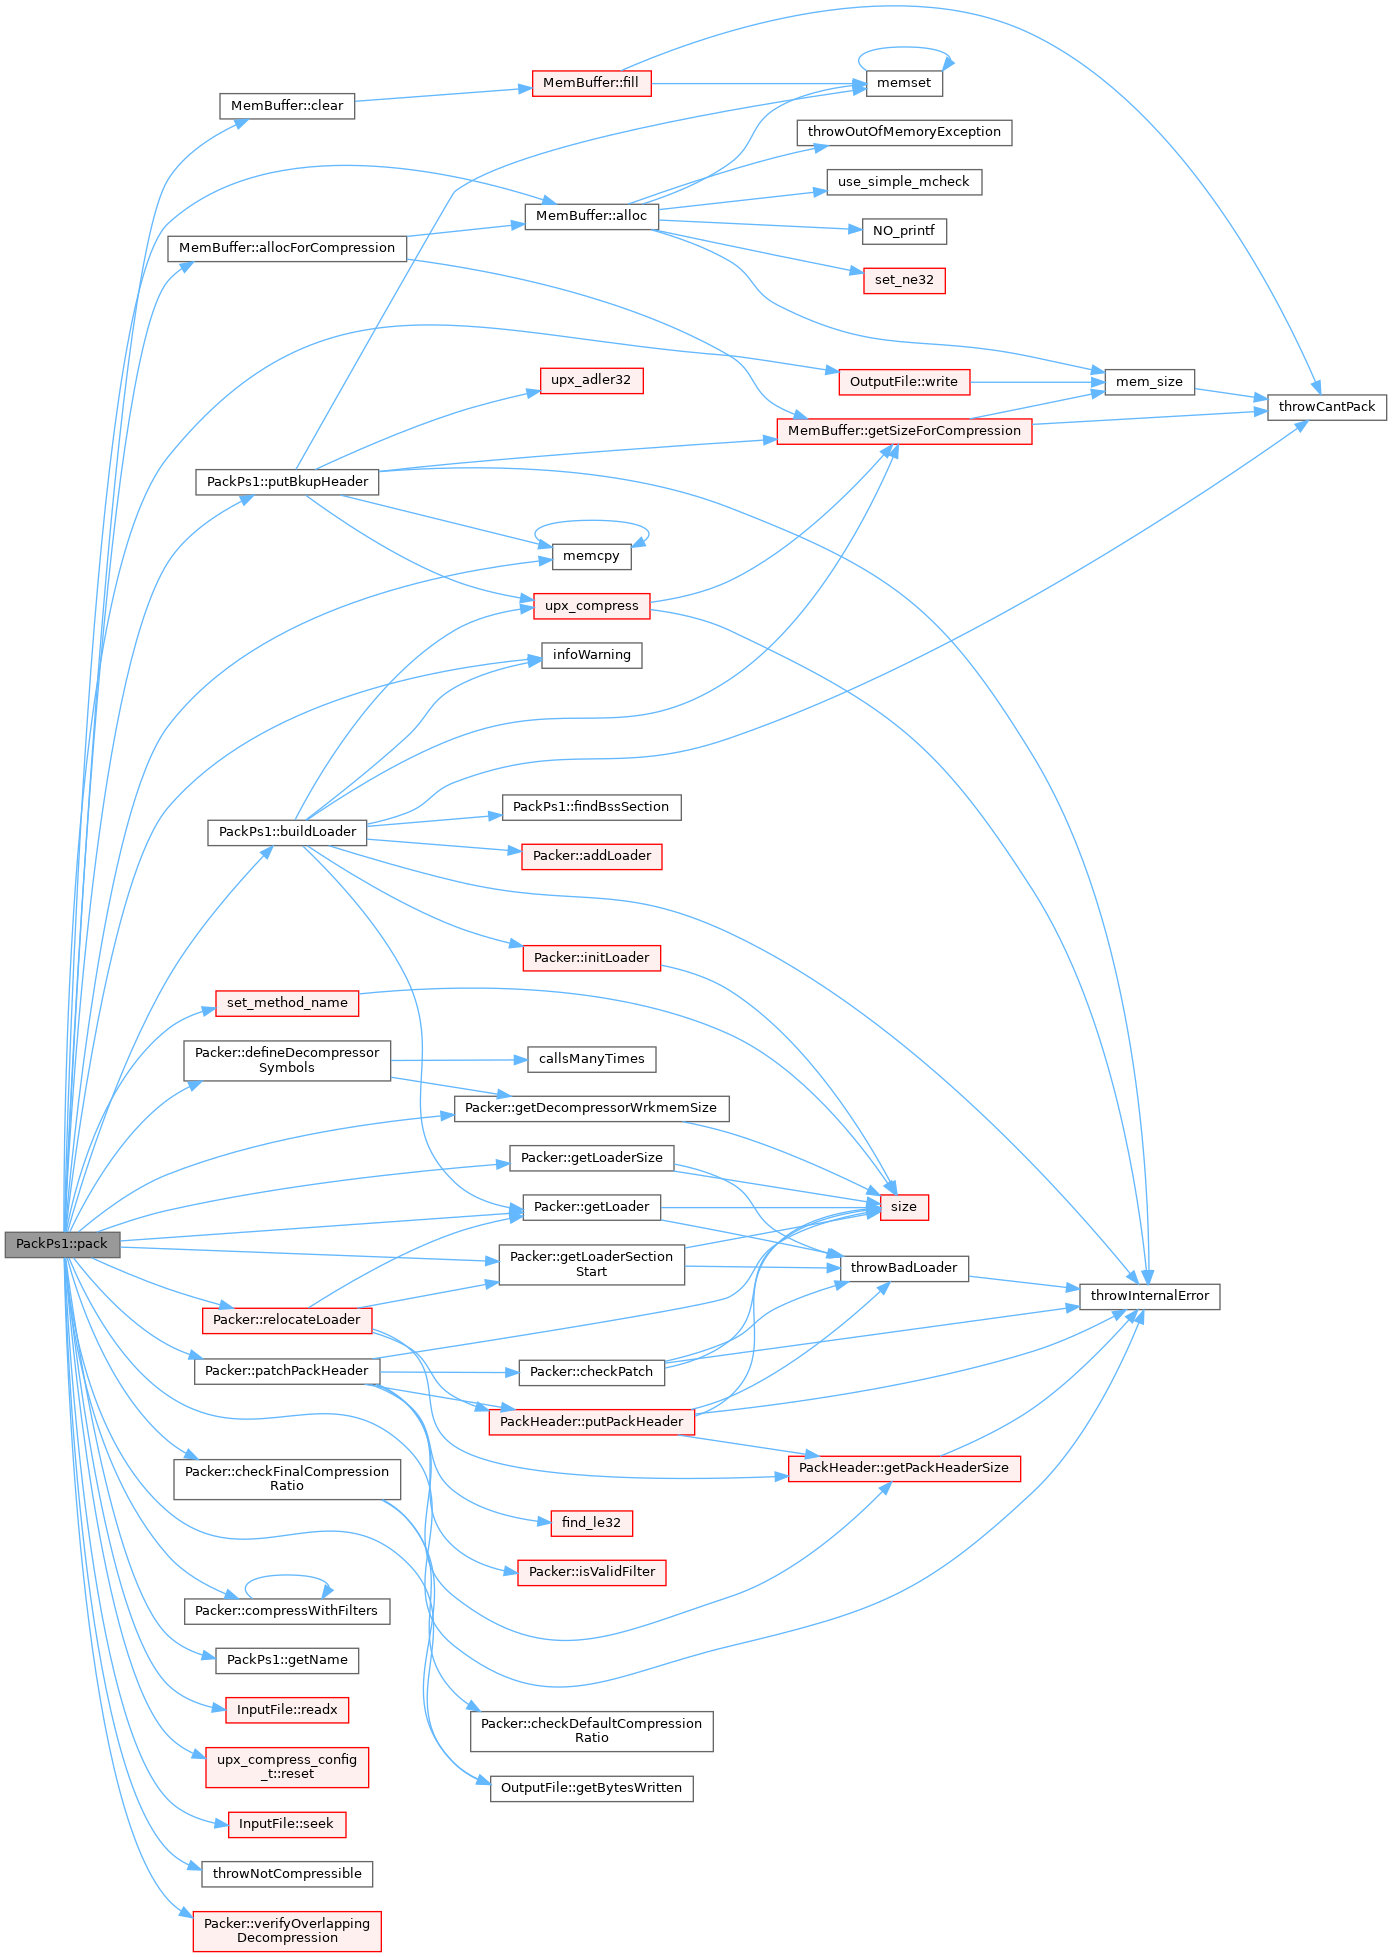 MemBuffer::fill
memset
MemBuffer::clear
throwOutOfMemoryException
use_simple_mcheck
MemBuffer::alloc
NO_printf
MemBuffer::allocForCompression
set_ne32
upx_adler32
OutputFile::write
mem_size
throwCantPack
MemBuffer::getSizeForCompression
PackPs1::putBkupHeader
memcpy
upx_compress
infoWarning
PackPs1::findBssSection
PackPs1::buildLoader
Packer::addLoader
Packer::initLoader
set_method_name
Packer::defineDecompressor
Symbols
callsManyTimes
Packer::getDecompressorWrkmemSize
Packer::getLoaderSize
Packer::getLoader
size
PackPs1::pack
Packer::getLoaderSection
Start
throwBadLoader
throwInternalError
Packer::relocateLoader
Packer::patchPackHeader
Packer::checkPatch
PackHeader::putPackHeader
PackHeader::getPackHeaderSize
Packer::checkFinalCompression
Ratio
find_le32
Packer::isValidFilter
Packer::compressWithFilters
PackPs1::getName
InputFile::readx
Packer::checkDefaultCompression
Ratio
upx_compress_config
_t::reset
OutputFile::getBytesWritten
InputFile::seek
throwNotCompressible
Packer::verifyOverlapping
Decompression